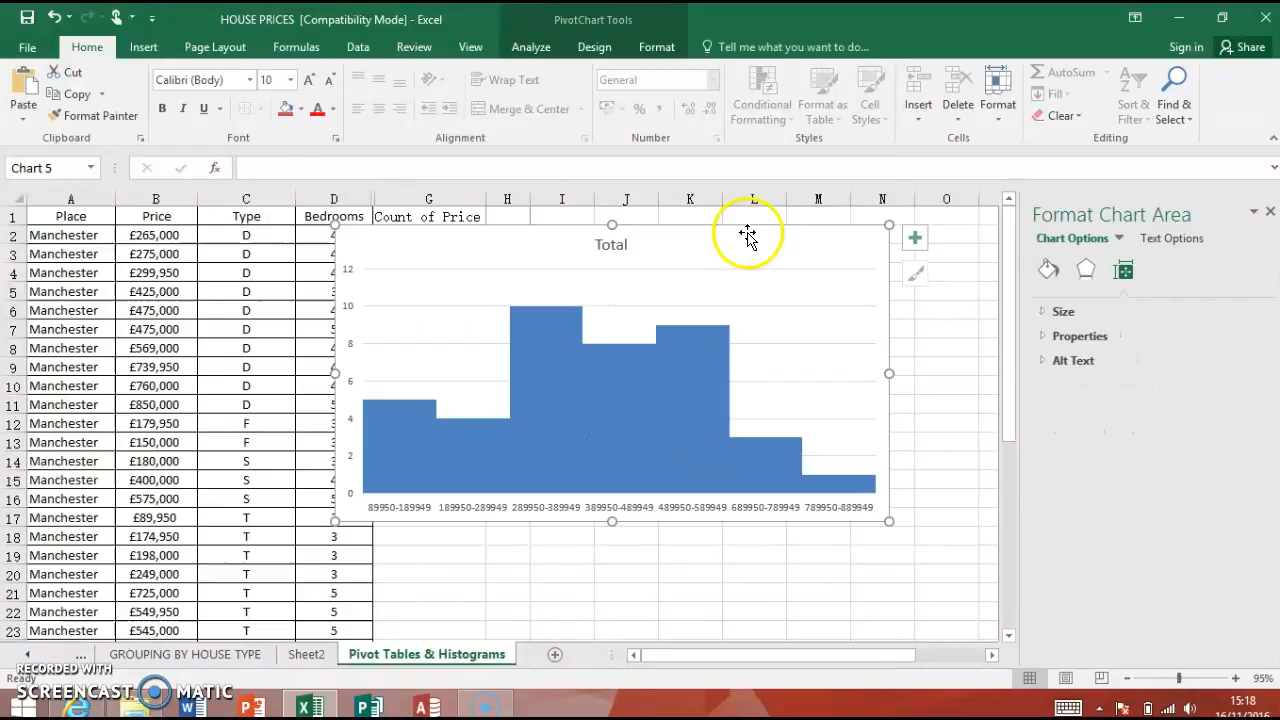 HOUSE PRICES [Compatibility Mode] - Excel
PivotChart Tools
File Home Insert Page Layout Formulas Data Review View Analyze Design Format Tell me what you want to do... Sign in Share
Paste
Cut
Copy
Format Painter
Calibri (Body) 10
B I U
Wrap Text
Merge & Center
General
Conditional Formatting
Format as Table
Cell Styles
Insert
Delete
Format
AutoSum
Fill
Clear
Sort & Filter
Find & Select
Clipboard Font Alignment Number Styles Cells Editing
Chart 5
fx
A B C D G H I J K L M N O
1 Place Price Type Bedrooms Count of Price
2 Manchester £265,000 D 4
3 Manchester £275,000 D 4
4 Manchester £299,950 D 4
5 Manchester £425,000 D
6 Manchester £475,000 D 4
7 Manchester £475,000 D
8 Manchester £569,000 D 4
9 Manchester £739,950 D 4
10 Manchester £760,000 D 4
11 Manchester £850,000 D
12 Manchester £179,950 F
13 Manchester £150,000 F
14 Manchester £180,000 S
15 Manchester £400,000 S 4
16 Manchester £575,000 S
17 Manchester £89,950 T
18 Manchester £174,950 T 3
19 Manchester £198,000 T 3
20 Manchester £249,000 T 3
21 Manchester £725,000 T 5
22 Manchester £549,950 T 5
23 Manchester £545,000 T 5
Total
12
10
8
6
4
2
0
89950-189949 189950-289949 289950-389949 389950-489949 489950-589949 689950-789949 789950-889949
Format Chart Area
Chart Options Text Options
Size
Properties
Alt Text
... GROUPING BY HOUSE TYPE Sheet2 Pivot Tables & Histograms
Ready
95%
RECORDED WITH
SCREENCAST MATIC
15:18
16/11/2016